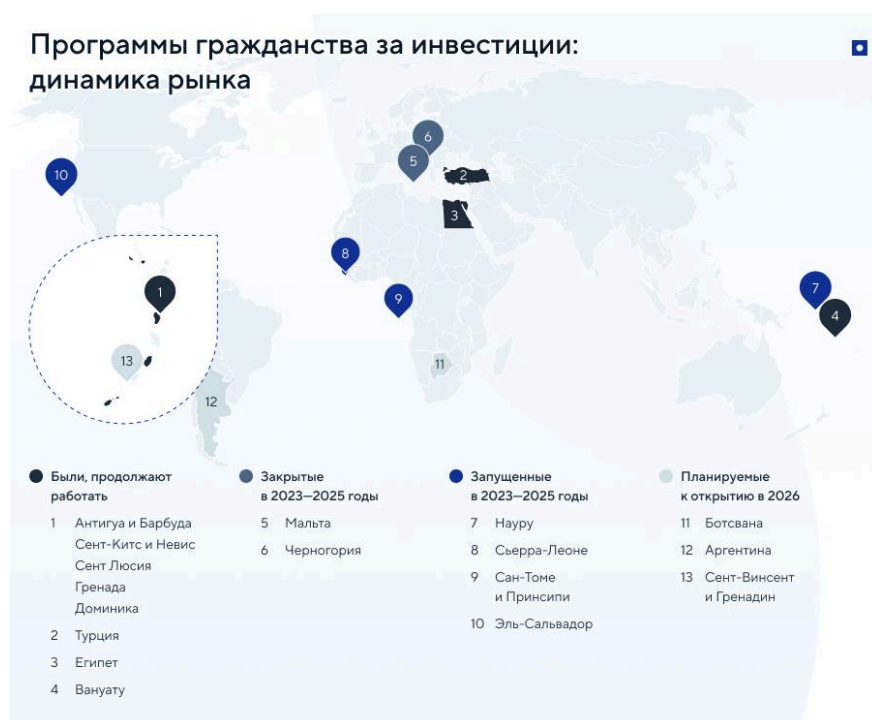 Программы гражданства за инвестиции:
динамика рынка
6
5
10
2
3
8
1
9
7
4
13
11
12
Были, продолжают
работать
1 Антигуа и Барбуда
Сент-Китс и Невис
Сент Люсия
Гренада
Доминика
2 Турция
3 Египет
4 Вануату
Закрытые
в 2023—2025 годы
5 Мальта
6 Черногория
Запущенные
в 2023—2025 годы
7 Науру
8 Сьерра-Леоне
9 Сан-Томе
и Принсипи
10 Эль-Сальвадор
Планируемые
к открытию в 2026
11 Ботсвана
12 Аргентина
13 Сент-Винсент
и Гренадин